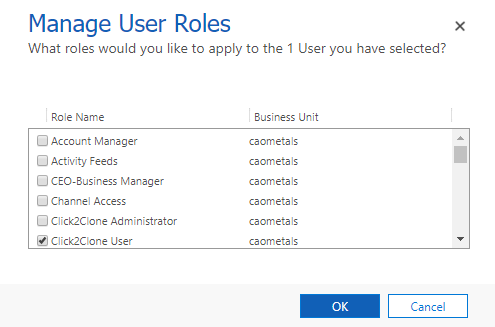 Manage User Roles
What roles would you like to apply to the 1 User you have selected?
Role Name Business Unit
Account Manager caometals
Activity Feeds caometals
CEO-Business Manager caometals
Channel Access caometals
Click2Clone Administrator caometals
Click2Clone User caometals
OK Cancel